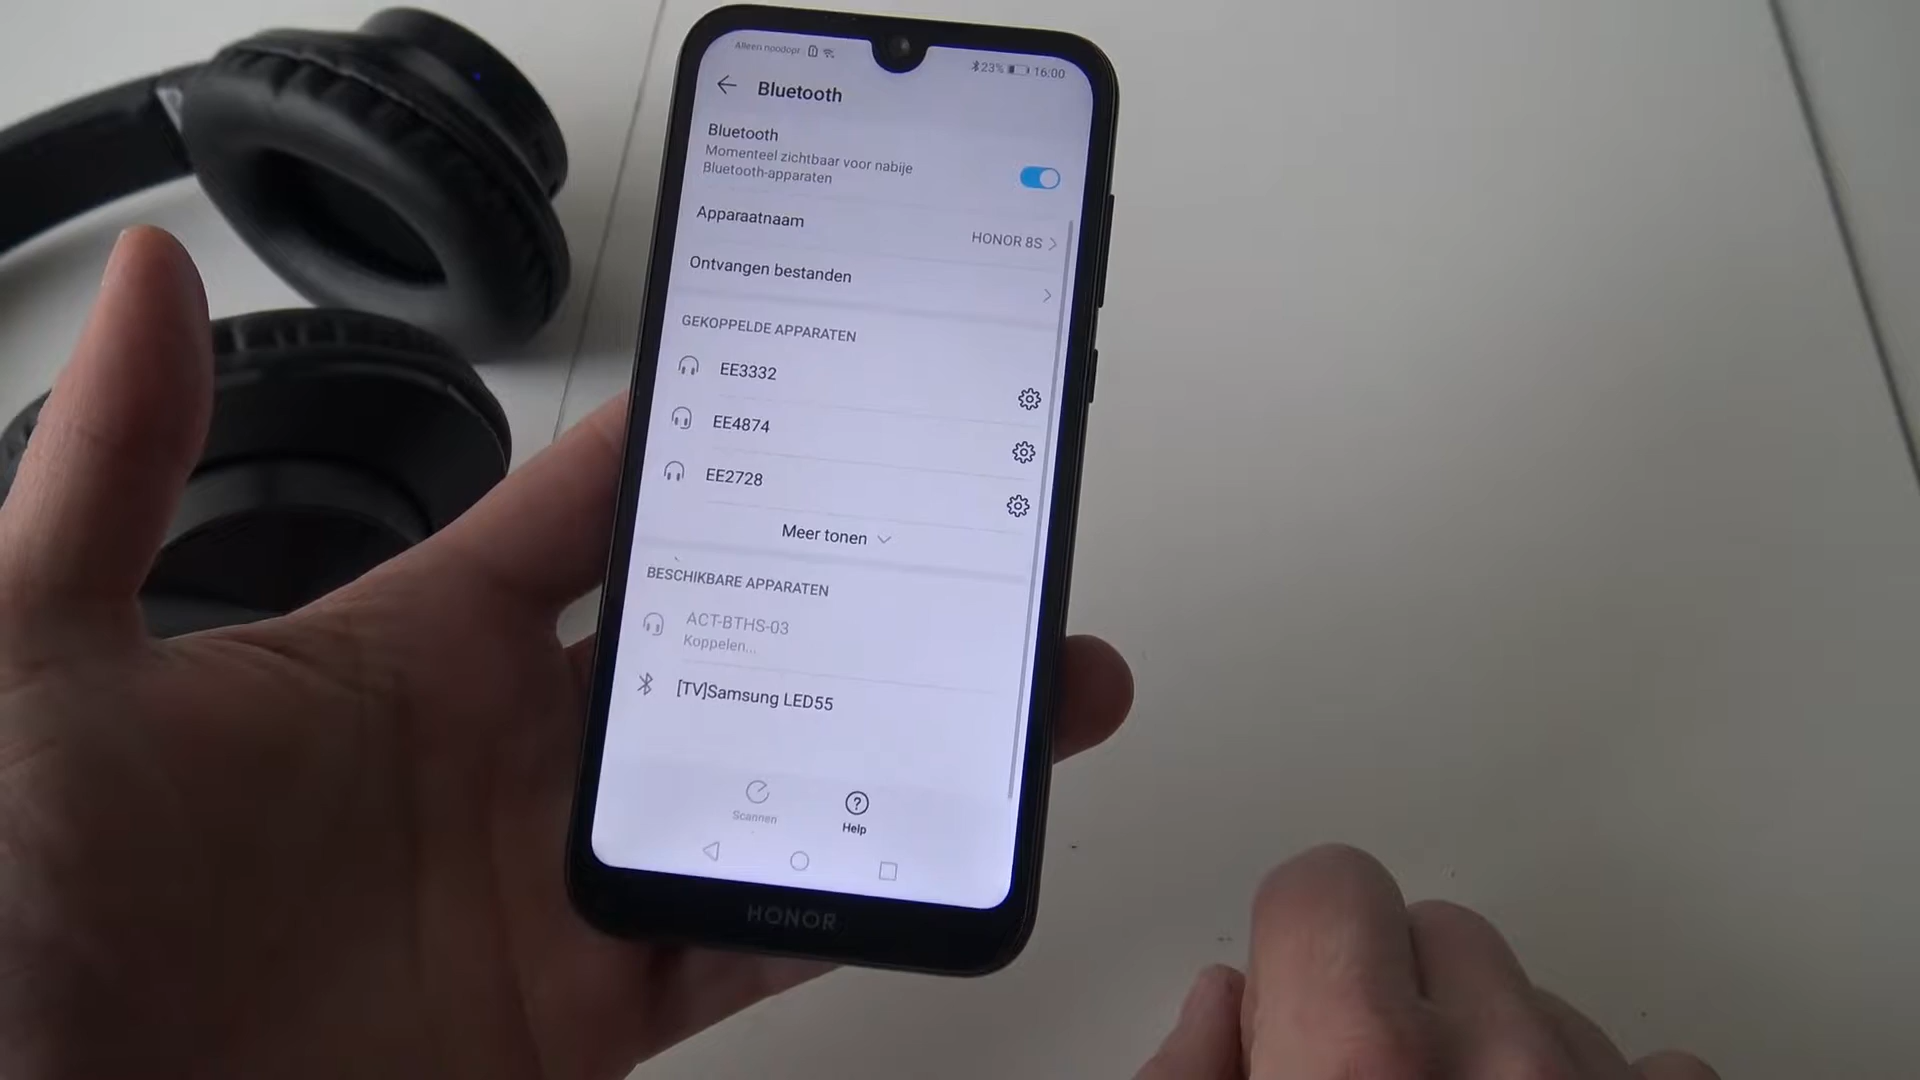 Alleen noodopr
23% 16:00
Bluetooth
Bluetooth
Momenteel zichtbaar voor nabije
Bluetooth-apparaten
Apparaatnaam
HONOR 8S
Ontvangen bestanden
GEKOPPELDE APPARATEN
EE3332
EE4874
EE2728
Meer tonen
BESCHIKBARE APPARATEN
ACT-BTHS-03
Koppelen...
[TV]Samsung LED55
Scannen
Help
HONOR